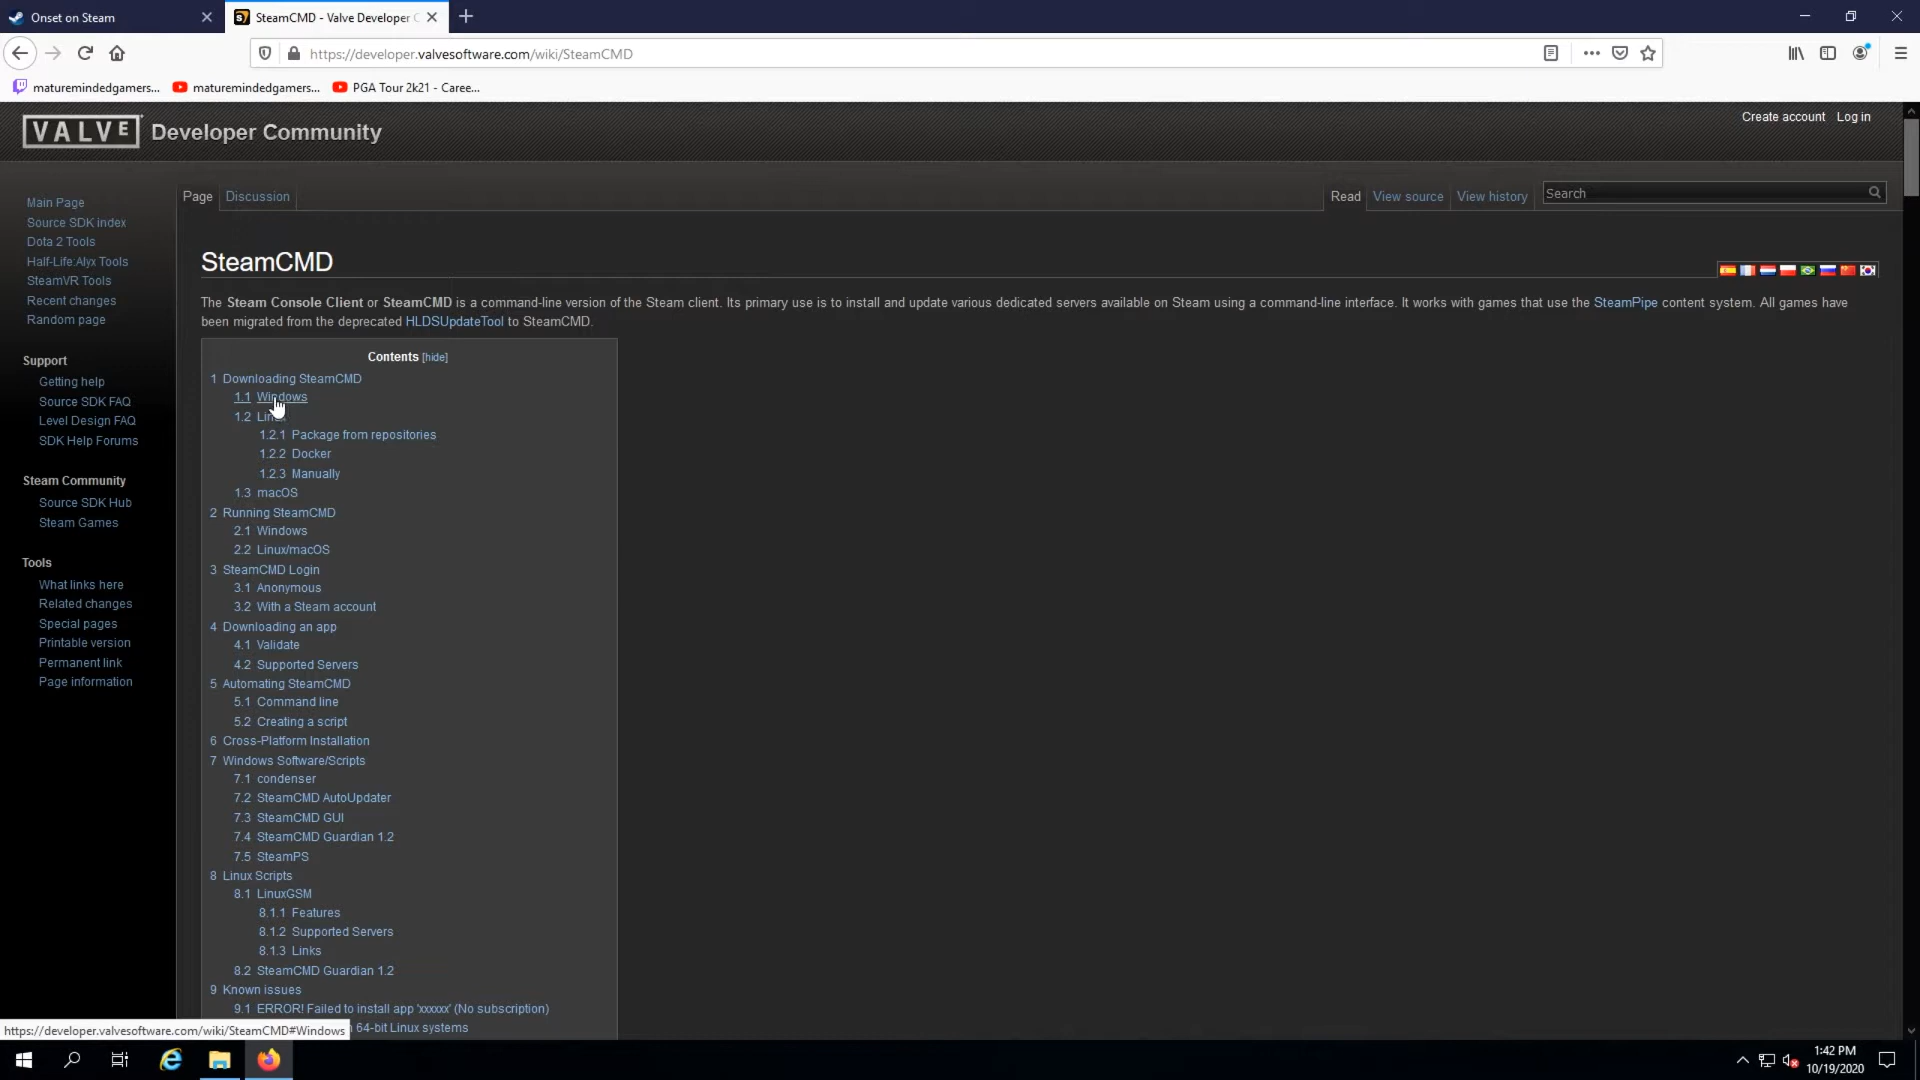 Onset on Steam
SteamCMD - Valve Developer C
https://developer.valvesoftware.com/wiki/SteamCMD
maturemindedgamers...
maturemindedgamers...
PGA Tour 2k21 - Caree...
VALVE Developer Community
Create account Log in
Page Discussion
Read View source View history Search
Main Page
Source SDK index
Dota 2 Tools
Half-Life:Alyx Tools
SteamVR Tools
Recent changes
Random page
Support
Getting help
Source SDK FAQ
Level Design FAQ
SDK Help Forums
Steam Community
Source SDK Hub
Steam Games
Tools
What links here
Related changes
Special pages
Printable version
Permanent link
Page information
SteamCMD
The Steam Console Client or SteamCMD is a command-line version of the Steam client. Its primary use is to install and update various dedicated servers available on Steam using a command-line interface. It works with games that use the SteamPipe content system. All games have
been migrated from the deprecated HLDSUpdateTool to SteamCMD.
Contents [hide]
1 Downloading SteamCMD
1.1 Windows
1.2 Linux
1.2.1 Package from repositories
1.2.2 Docker
1.2.3 Manually
1.3 macOS
2 Running SteamCMD
2.1 Windows
2.2 Linux/macOS
3 SteamCMD Login
3.1 Anonymous
3.2 With a Steam account
4 Downloading an app
4.1 Validate
4.2 Supported Servers
5 Automating SteamCMD
5.1 Command line
5.2 Creating a script
6 Cross-Platform Installation
7 Windows Software/Scripts
7.1 condenser
7.2 SteamCMD AutoUpdater
7.3 SteamCMD GUI
7.4 SteamCMD Guardian 1.2
7.5 SteamPS
8 Linux Scripts
8.1 LinuxGSM
8.1.1 Features
8.1.2 Supported Servers
8.1.3 Links
8.2 SteamCMD Guardian 1.2
9 Known issues
9.1 ERROR! Failed to install app 'xxxxxx' (No subscription)
64-bit Linux systems
https://developer.valvesoftware.com/wiki/SteamCMD#Windows
1:42 PM
10/19/2020